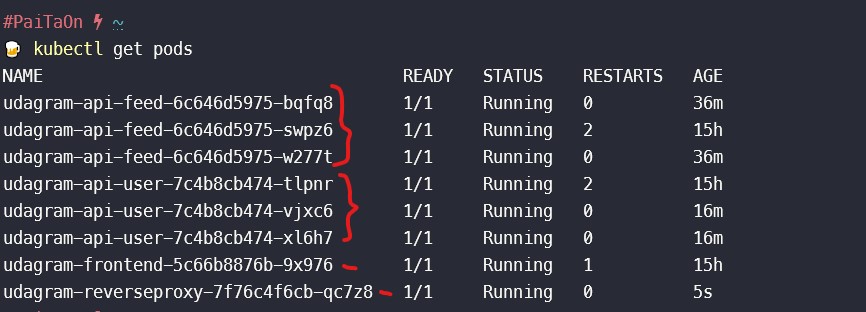 #PaiTaOn ~
kubectl get pods
NAME READY STATUS RESTARTS AGE
udagram-api-feed-6c646d5975-bqfq8 1/1 Running 0 36m
udagram-api-feed-6c646d5975-swpz6 1/1 Running 2 15h
udagram-api-feed-6c646d5975-w277t 1/1 Running 0 36m
udagram-api-user-7c4b8cb474-tlpnr 1/1 Running 2 15h
udagram-api-user-7c4b8cb474-vjxc6 1/1 Running 0 16m
udagram-api-user-7c4b8cb474-xl6h7 1/1 Running 0 16m
udagram-frontend-5c66b8876b-9x976 1/1 Running 1 15h
udagram-reverseproxy-7f76c4f6cb-qc7z8 1/1 Running 0 5s